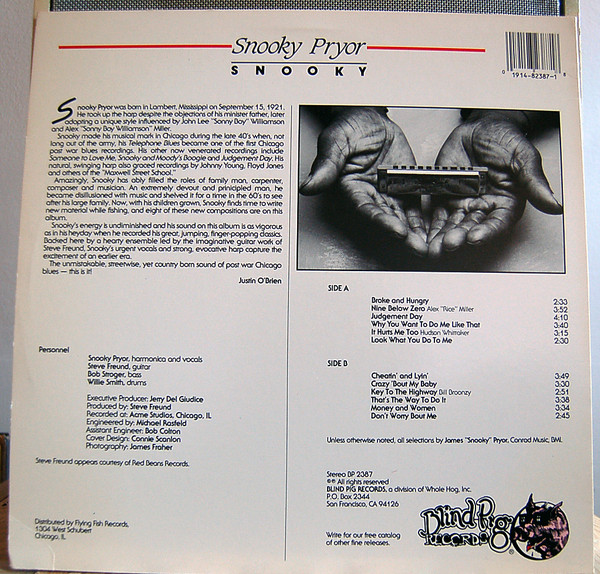 Snooky Pryor
SNOOKY
0 1914-82387-1 8
Snooky Pryor was born in Lambert, Mississippi on September 15, 1921.
He took up the harp despite the objections of his minister father, later
adopting a unique style influenced by John Lee "Sonny Boy" Williamson
and Alex "Sonny Boy Williamson" Miller.
Snooky made his musical mark in Chicago during the late 40's when, not
long out of the army, his Telephone Blues became one of the first Chicago
post war blues recordings. His other now venerated recordings include
Someone to Love Me, Snooky and Moody's Boogie and Judgement Day. His
natural, swinging harp also graced recordings by Johnny Young, Floyd Jones
and others of the "Maxwell Street School."
Amazingly, Snooky has ably filled the roles of family man, carpenter,
composer and musician. An extremely devout and principled man, he
became disillusioned with music and shelved it for a time in the 60's to see
after his large family. Now, with his children grown, Snooky finds time to write
new material while fishing, and eight of these new compositions are on this
album.
Snooky's energy is undiminished and his sound on this album is as vigorous
as in his heyday when he recorded his great, jumping, finger-popping classics.
Backed here by a hearty ensemble led by the imaginative guitar work of
Steve Freund, Snooky's urgent vocals and strong, evocative harp capture the
excitement of an earlier era.
The unmistakable, streetwise, yet country born sound of post war Chicago
blues — this is it!
Justin O'Brien
Personnel
Snooky Pryor, harmonica and vocals
Steve Freund, guitar
Bob Stroger, bass
Willie Smith, drums
Executive Producer: Jerry Del Giudice
Produced by: Steve Freund
Recorded at: Acme Studios, Chicago, IL
Engineered by: Michael Rasfeld
Assistant Engineer: Bob Colton
Cover Design: Connie Scanlon
Photography: James Fraher
Steve Freund appears courtesy of Red Beans Records.
Distributed by Flying Fish Records,
1304 West Schubert
Chicago, IL
SIDE A
Broke and Hungry 2:33
Nine Below Zero Alex "Rice" Miller 3:52
Judgement Day 4:10
Why You Want To Do Me Like That 3:40
It Hurts Me Too Hudson Whittaker 3:15
Look What You Do To Me 2:30
SIDE B
Cheatin' and Lyin' 3:49
Crazy 'Bout My Baby 3:30
Key To The Highway Bill Broonzy 2:51
That's The Way To Do It 3:38
Money and Women 3:34
Don't Worry Bout Me 2:45
Unless otherwise noted, all selections by James "Snooky" Pryor, Conrad Music, BMI.
Stereo BP 2387
©℗ All rights reserved
BLIND PIG RECORDS, a division of Whole Hog, Inc.
P.O. Box 2344
San Francisco, CA 94126
Write for our free catalog
of other fine releases.
Blind Pig
RECORDS
®